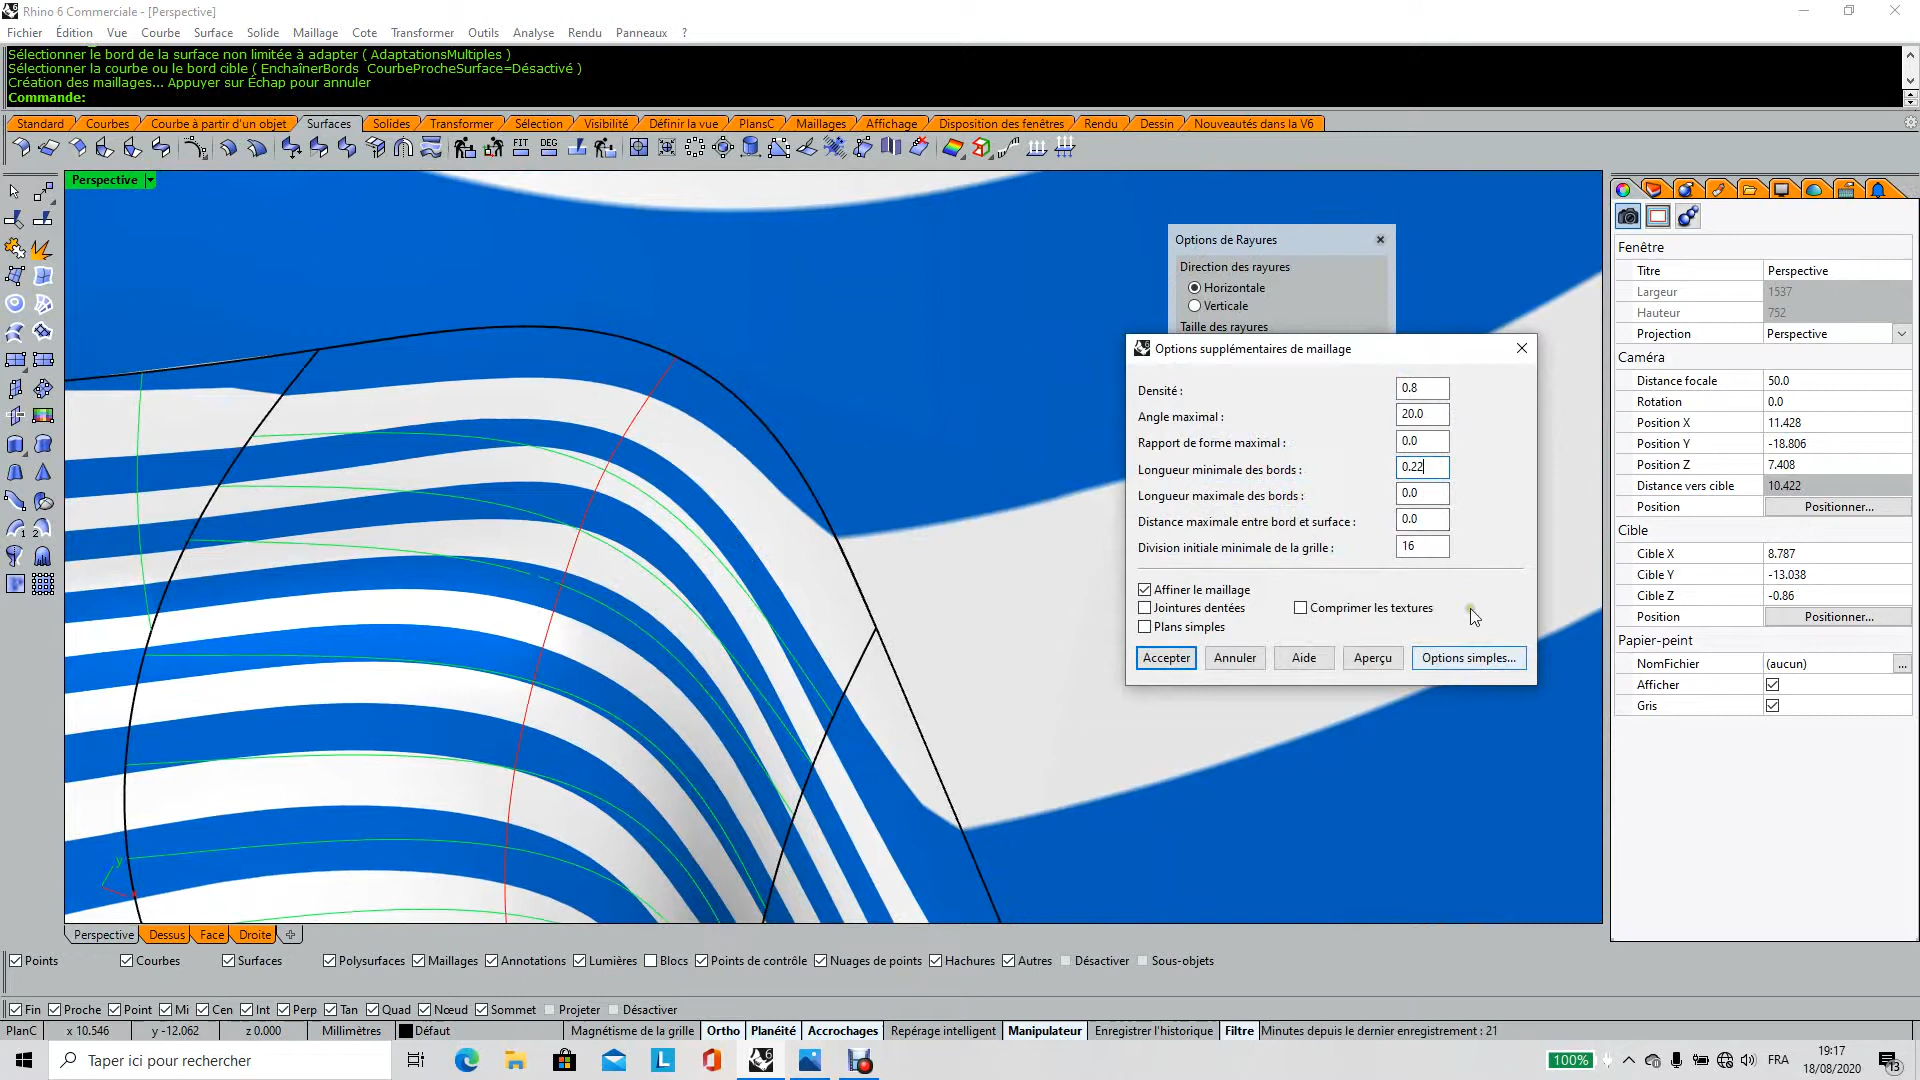 Rhino 6 Commerciale - [Perspective]
Fichier Édition Vue Courbe Surface Solide Maillage Cote Transformer Outils Analyse Rendu Panneaux ?
Sélectionner le bord de la surface non limitée à adapter ( AdaptationsMultiples )
Sélectionner la courbe ou le bord cible ( EnchaînerBords CourbeProcheSurface=Désactivé )
Création des maillages... Appuyer sur Échap pour annuler
Commande:
Standard Courbes Courbe à partir d'un objet Surfaces Solides Transformer Sélection Visibilité Définir la vue PlansC Maillages Affichage Disposition des fenêtres Rendu Dessin Nouveautés dans la V6
FIT DEG
Perspective
Options de Rayures
Direction des rayures
Horizontale
Verticale
Taille des rayures
Options supplémentaires de maillage
Densité : 0.8
Angle maximal : 20.0
Rapport de forme maximal : 0.0
Longueur minimale des bords : 0.22
Longueur maximale des bords : 0.0
Distance maximale entre bord et surface : 0.0
Division initiale minimale de la grille : 16
Affiner le maillage
Jointures dentées Comprimer les textures
Plans simples
Accepter Annuler Aide Aperçu Options simples...
Fenêtre
Titre Perspective
Largeur 1537
Hauteur 752
Projection Perspective
Caméra
Distance focale 50.0
Rotation 0.0
Position X 11.428
Position Y -18.806
Position Z 7.408
Distance vers cible 10.422
Position Positionner...
Cible
Cible X 8.787
Cible Y -13.038
Cible Z -0.86
Position Positionner...
Papier-peint
NomFichier (aucun) ...
Afficher
Gris
y
Perspective Dessus Face Droite
Points Courbes Surfaces Polysurfaces Maillages Annotations Lumières Blocs Points de contrôle Nuages de points Hachures Autres Désactiver Sous-objets
Fin Proche Point Mi Cen Int Perp Tan Quad Nœud Sommet Projeter Désactiver
PlanC x 10.546 y -12.062 z 0.000 Millimètres Défaut Magnétisme de la grille Ortho Planéité Accrochages Repérage intelligent Manipulateur Enregistrer l'historique Filtre Minutes depuis le dernier enregistrement : 21
Taper ici pour rechercher
100% FRA 19:17
18/08/2020
13